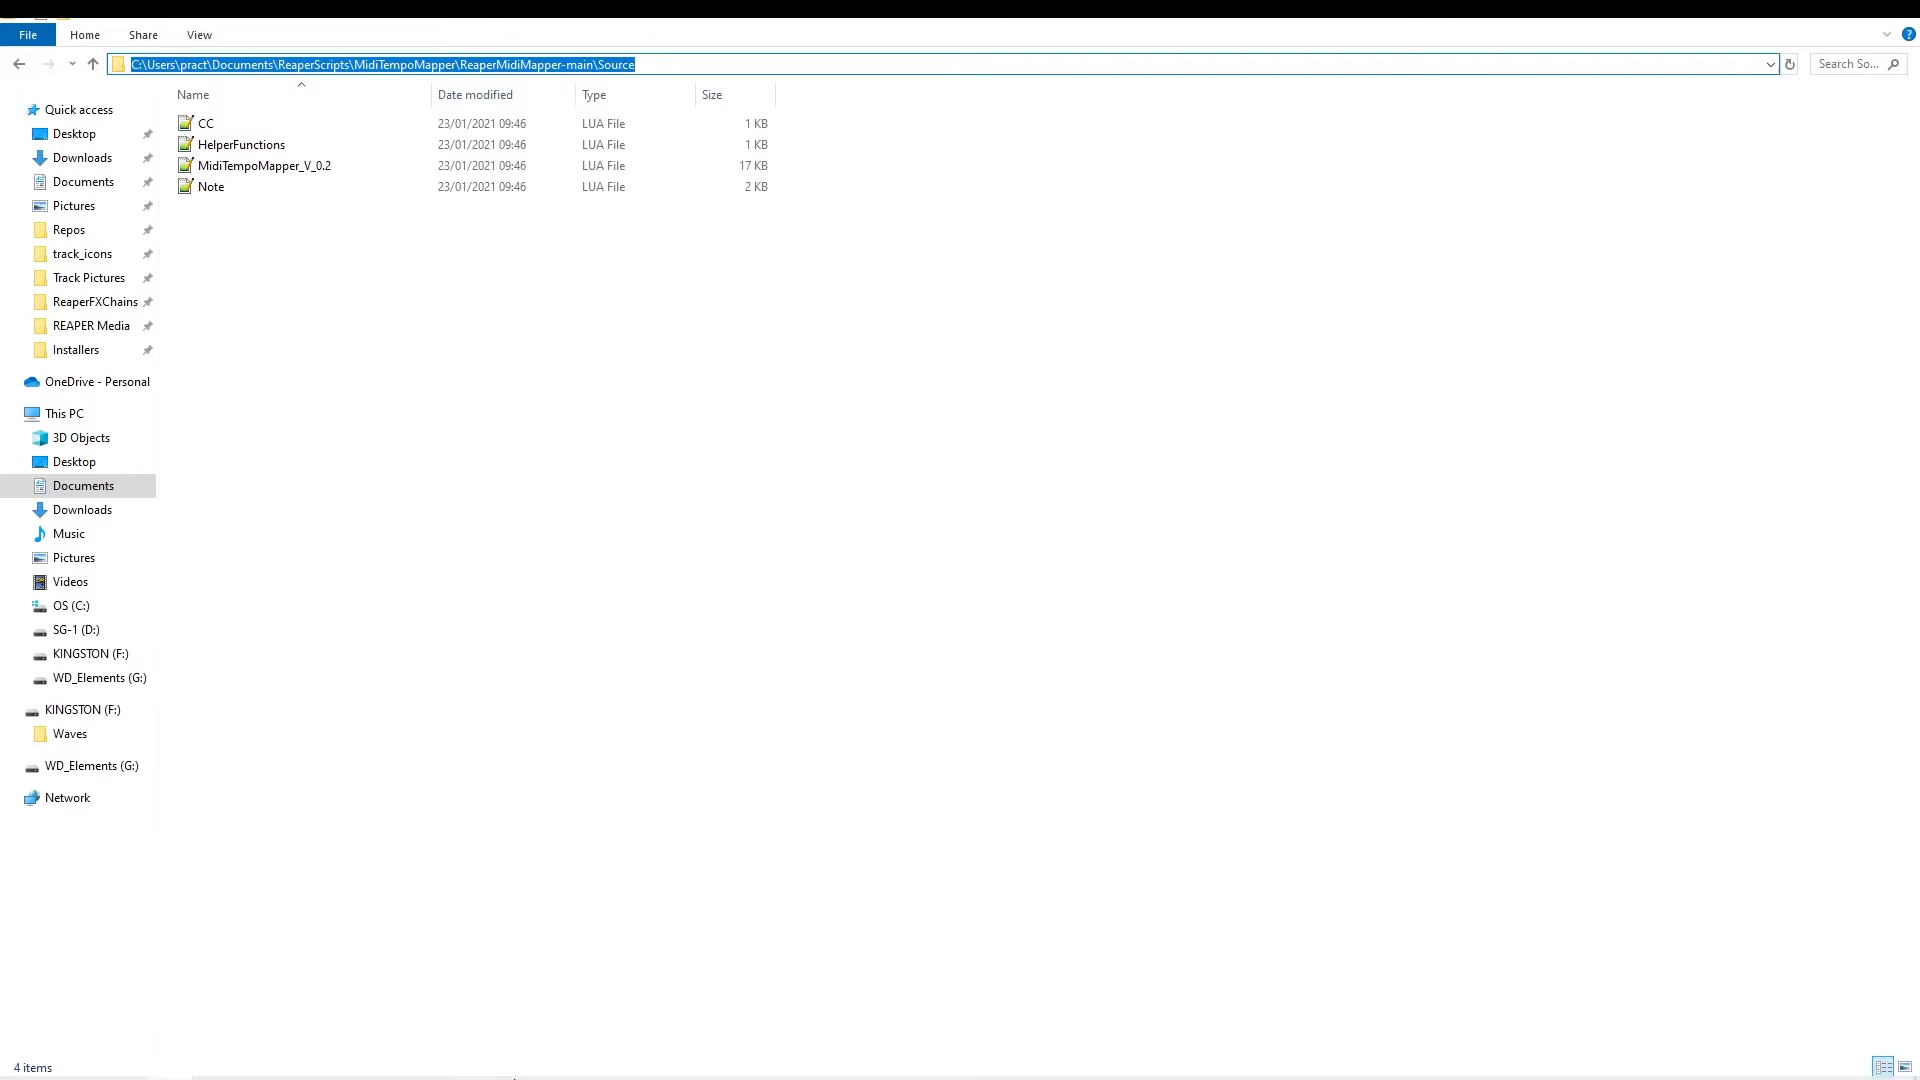 File Home Share View
C:\Users\pract\Documents\ReaperScripts\MidiTempoMapper\ReaperMidiMapper-main\Source
Search So...
Name Date modified Type Size
CC 23/01/2021 09:46 LUA File 1 KB
HelperFunctions 23/01/2021 09:46 LUA File 1 KB
MidiTempoMapper_V_0.2 23/01/2021 09:46 LUA File 17 KB
Note 23/01/2021 09:46 LUA File 2 KB
Quick access
Desktop
Downloads
Documents
Pictures
Repos
track_icons
Track Pictures
ReaperFXChains
REAPER Media
Installers
OneDrive - Personal
This PC
3D Objects
Desktop
Documents
Downloads
Music
Pictures
Videos
OS (C:)
SG-1 (D:)
KINGSTON (F:)
WD_Elements (G:)
KINGSTON (F:)
Waves
WD_Elements (G:)
Network
4 items